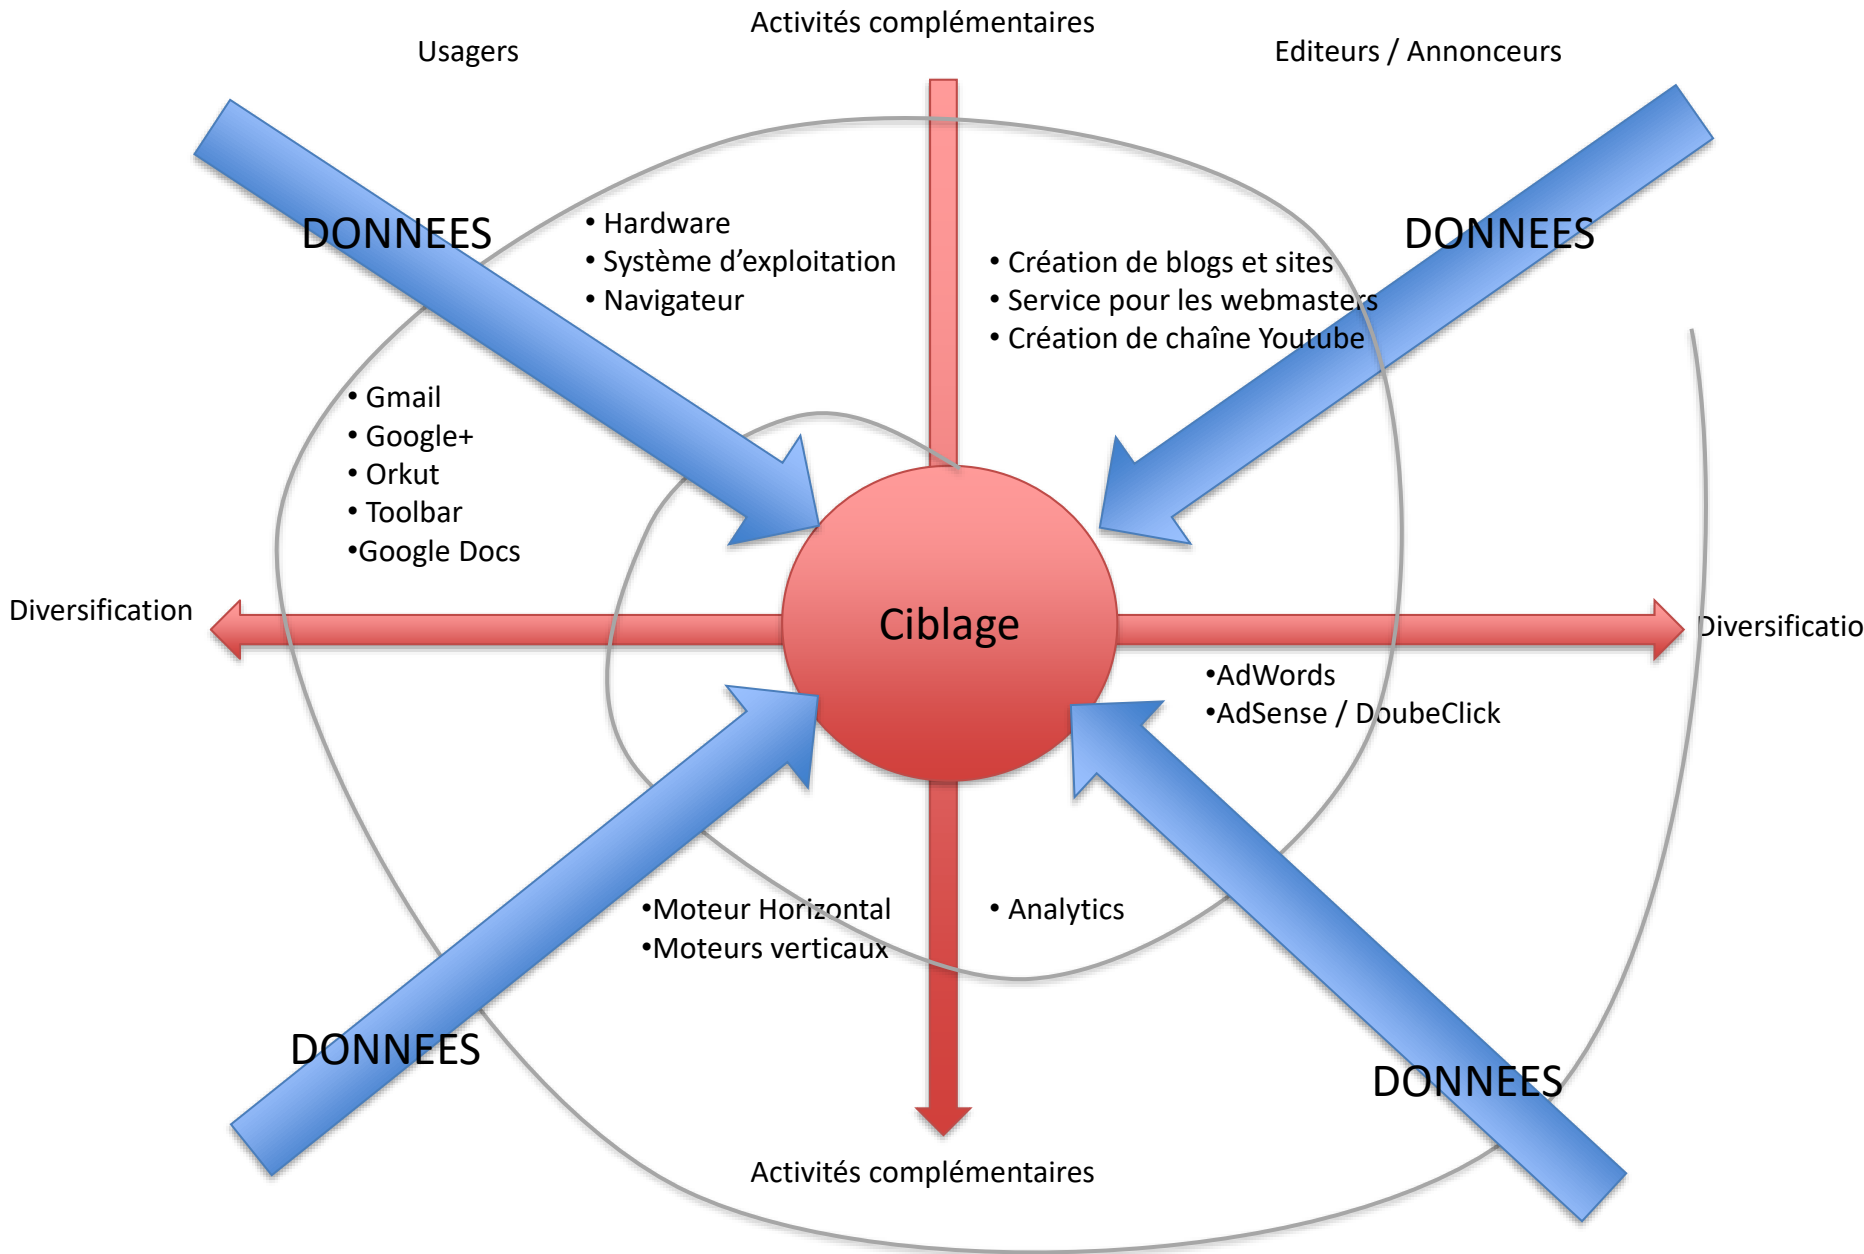 Activités complémentaires
Usagers
Editeurs / Annonceurs
DONNEES
DONNEES
• Hardware
• Système d'exploitation
• Navigateur
• Création de blogs et sites
• Service pour les webmasters
• Création de chaîne Youtube
• Gmail
• Google+
• Orkut
• Toolbar
•Google Docs
Diversification
Ciblage
Diversificatio
•AdWords
•AdSense / DoubeClick
•Moteur Horizontal
•Moteurs verticaux
• Analytics
DONNEES
DONNEES
Activités complémentaires